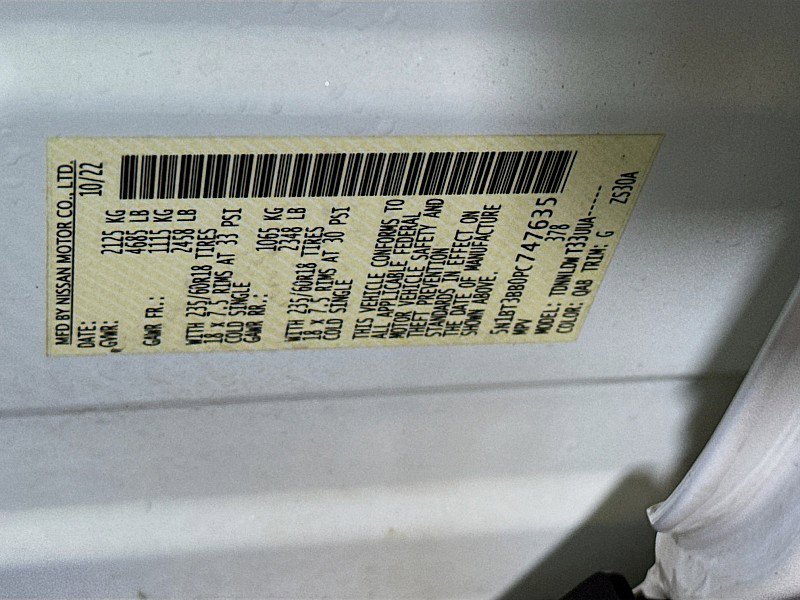 MFD BY NISSAN MOTOR CO., LTD.
DATE: 10/22
GVWR: 2125 KG
4685 LB
GAWR FR.: 1115 KG
2458 LB
WITH 235/60R18 TIRES
18 X 7.5 RIMS AT 33 PSI
COLD SINGLE
GAWR RR.: 1065 KG
2348 LB
WITH 235/60R18 TIRES
18 X 7.5 RIMS AT 30 PSI
COLD SINGLE
THIS VEHICLE CONFORMS TO
ALL APPLICABLE FEDERAL
MOTOR VEHICLE SAFETY AND
THEFT PREVENTION
STANDARDS IN EFFECT ON
THE DATE OF MANUFACTURE
SHOWN ABOVE.
5N1BT3BB0PC747635
MPV 378
MODEL:
COLOR: QAB TRIM: G ZS30A